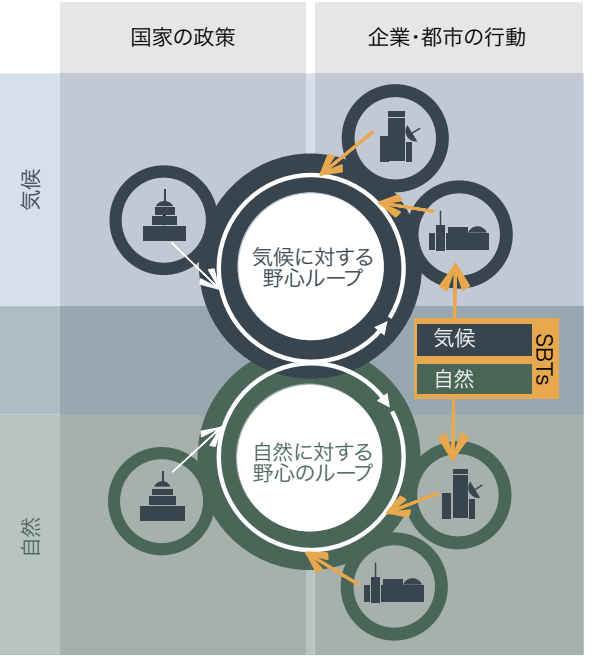 国家の政策
企業・都市の行動
気候
気候に対する
野心ループ
気候
自然
SBTs
自然に対する
野心のループ
自然